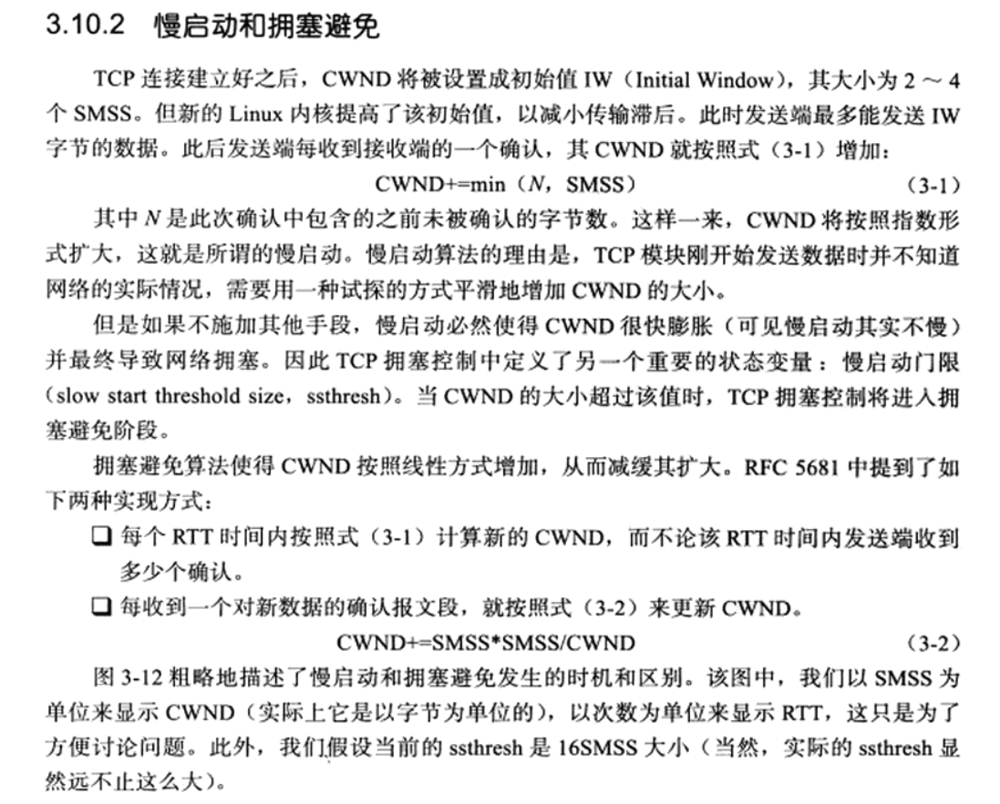 3.10.2 慢启动和拥塞避免
TCP 连接建立好之后，CWND 将被设置成初始值 IW（Initial Window），其大小为 2 ～ 4
个 SMSS。但新的 Linux 内核提高了该初始值，以减小传输滞后。此时发送端最多能发送 IW
字节的数据。此后发送端每收到接收端的一个确认，其 CWND 就按照式（3-1）增加：
CWND+=min（N，SMSS） （3-1）
其中 N 是此次确认中包含的之前未被确认的字节数。这样一来，CWND 将按照指数形
式扩大，这就是所谓的慢启动。慢启动算法的理由是，TCP 模块刚开始发送数据时并不知道
网络的实际情况，需要用一种试探的方式平滑地增加 CWND 的大小。
但是如果不施加其他手段，慢启动必然使得 CWND 很快膨胀（可见慢启动其实不慢）
并最终导致网络拥塞。因此 TCP 拥塞控制中定义了另一个重要的状态变量：慢启动门限
（slow start threshold size，ssthresh）。当 CWND 的大小超过该值时，TCP 拥塞控制将进入拥
塞避免阶段。
拥塞避免算法使得 CWND 按照线性方式增加，从而减缓其扩大。RFC 5681 中提到了如
下两种实现方式：
❑ 每个 RTT 时间内按照式（3-1）计算新的 CWND，而不论该 RTT 时间内发送端收到
多少个确认。
❑ 每收到一个对新数据的确认报文段，就按照式（3-2）来更新 CWND。
CWND+=SMSS*SMSS/CWND （3-2）
图 3-12 粗略地描述了慢启动和拥塞避免发生的时机和区别。该图中，我们以 SMSS 为
单位来显示 CWND（实际上它是以字节为单位的），以次数为单位来显示 RTT，这只是为了
方便讨论问题。此外，我们假设当前的 ssthresh 是 16SMSS 大小（当然，实际的 ssthresh 显
然远不止这么大）。